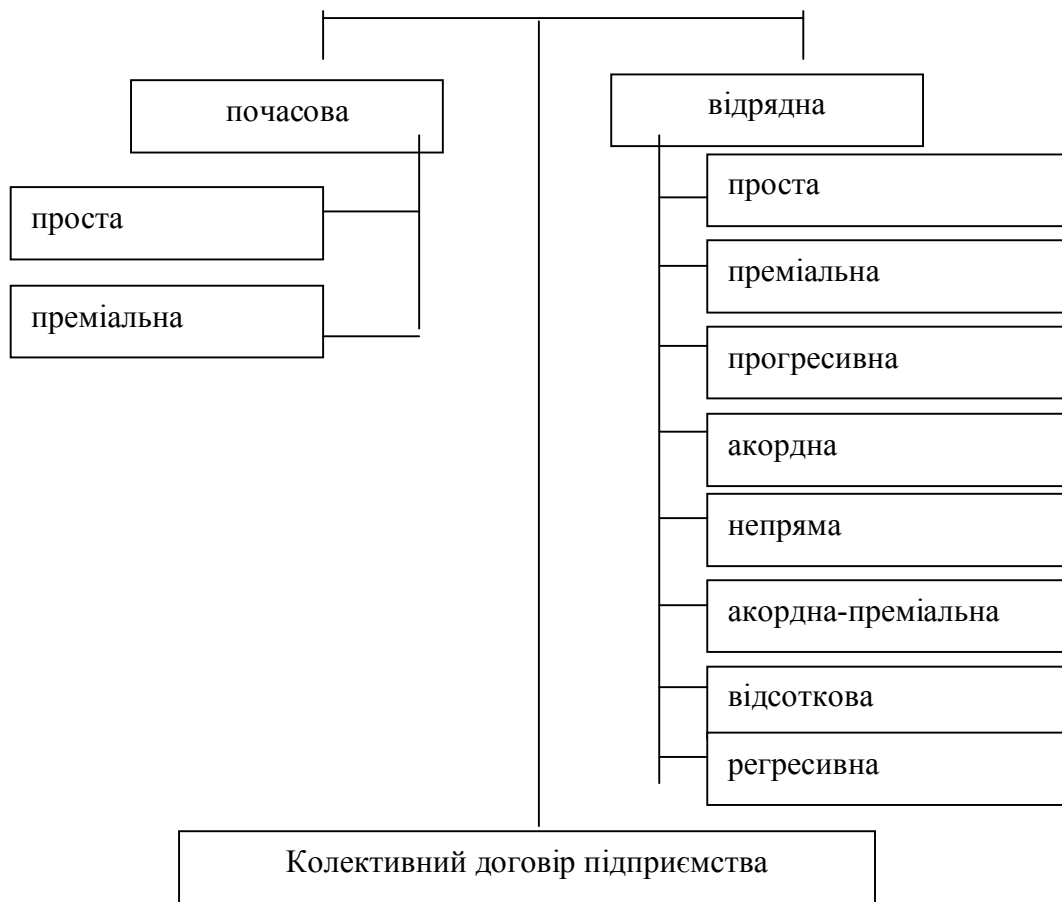 почасова
відрядна
проста
преміальна
проста
преміальна
прогресивна
акордна
непряма
акордна-преміальна
відсоткова
регресивна
Колективний договір підприємства